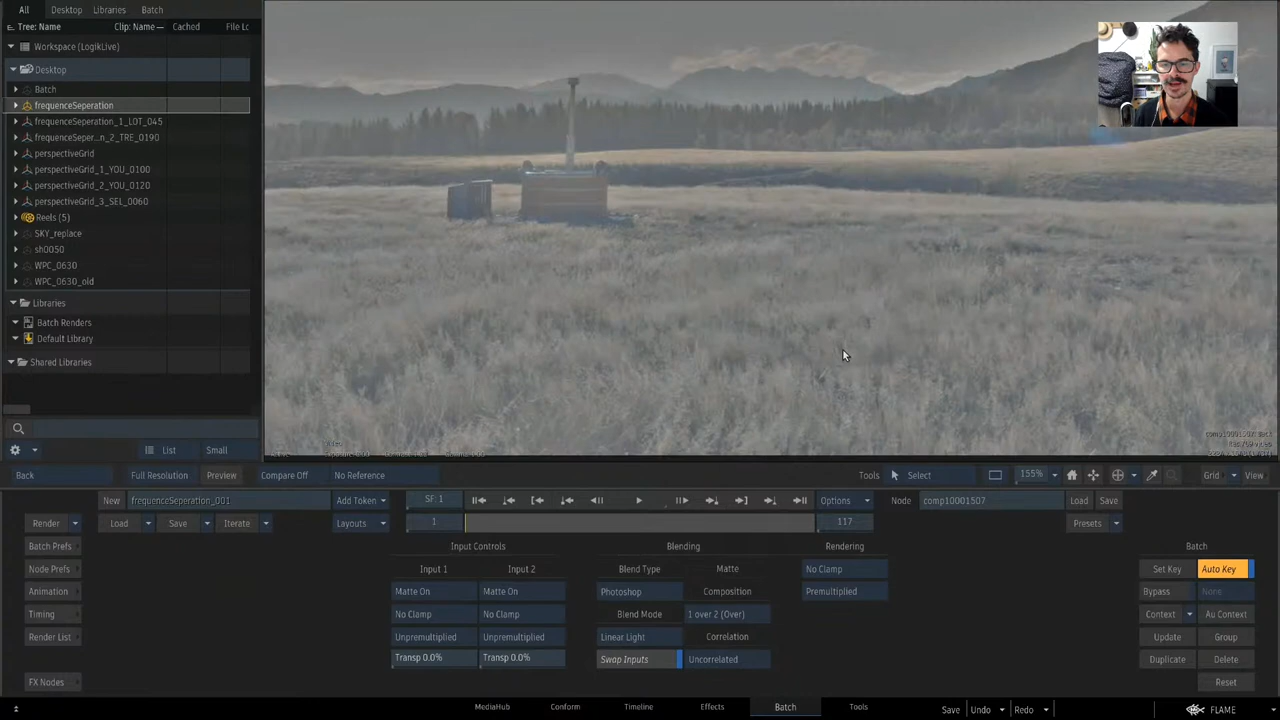 All Desktop Libraries Batch
Tree: Name Clip: Name — Cached File Lc
Workspace (LogikLive)
Desktop
Batch
frequenceSeperation
frequenceSeperation_1_LOT_045
frequenceSeper...n_2_TRE_0190
perspectiveGrid
perspectiveGrid_1_YOU_0100
perspectiveGrid_2_YOU_0120
perspectiveGrid_3_SEL_0060
Reels (5)
SKY_replace
sh0050
WPC_0630
WPC_0630_old
Libraries
Batch Renders
Default Library
Shared Libraries
List Small
Back Full Resolution Preview Compare Off No Reference Tools Select 155% Grid View
New frequenceSeperation_001 Add Token SF: 1 Options Node comp10001507 Load Save
Render Load Save Iterate Layouts 1 117 Presets
Batch Prefs Input Controls Blending Rendering Batch
Node Prefs Input 1 Input 2 Blend Type Matte No Clamp Set Key Auto Key
Animation Matte On Matte On Photoshop Composition Premultiplied Bypass None
Timing No Clamp No Clamp Blend Mode 1 over 2 (Over) Context Au Context
Render List Unpremultiplied Unpremultiplied Linear Light Correlation Update Group
Transp 0.0% Transp 0.0% Swap Inputs Uncorrelated Duplicate Delete
FX Nodes Reset
MediaHub Conform Timeline Effects Batch Tools Save Undo Redo FLAME